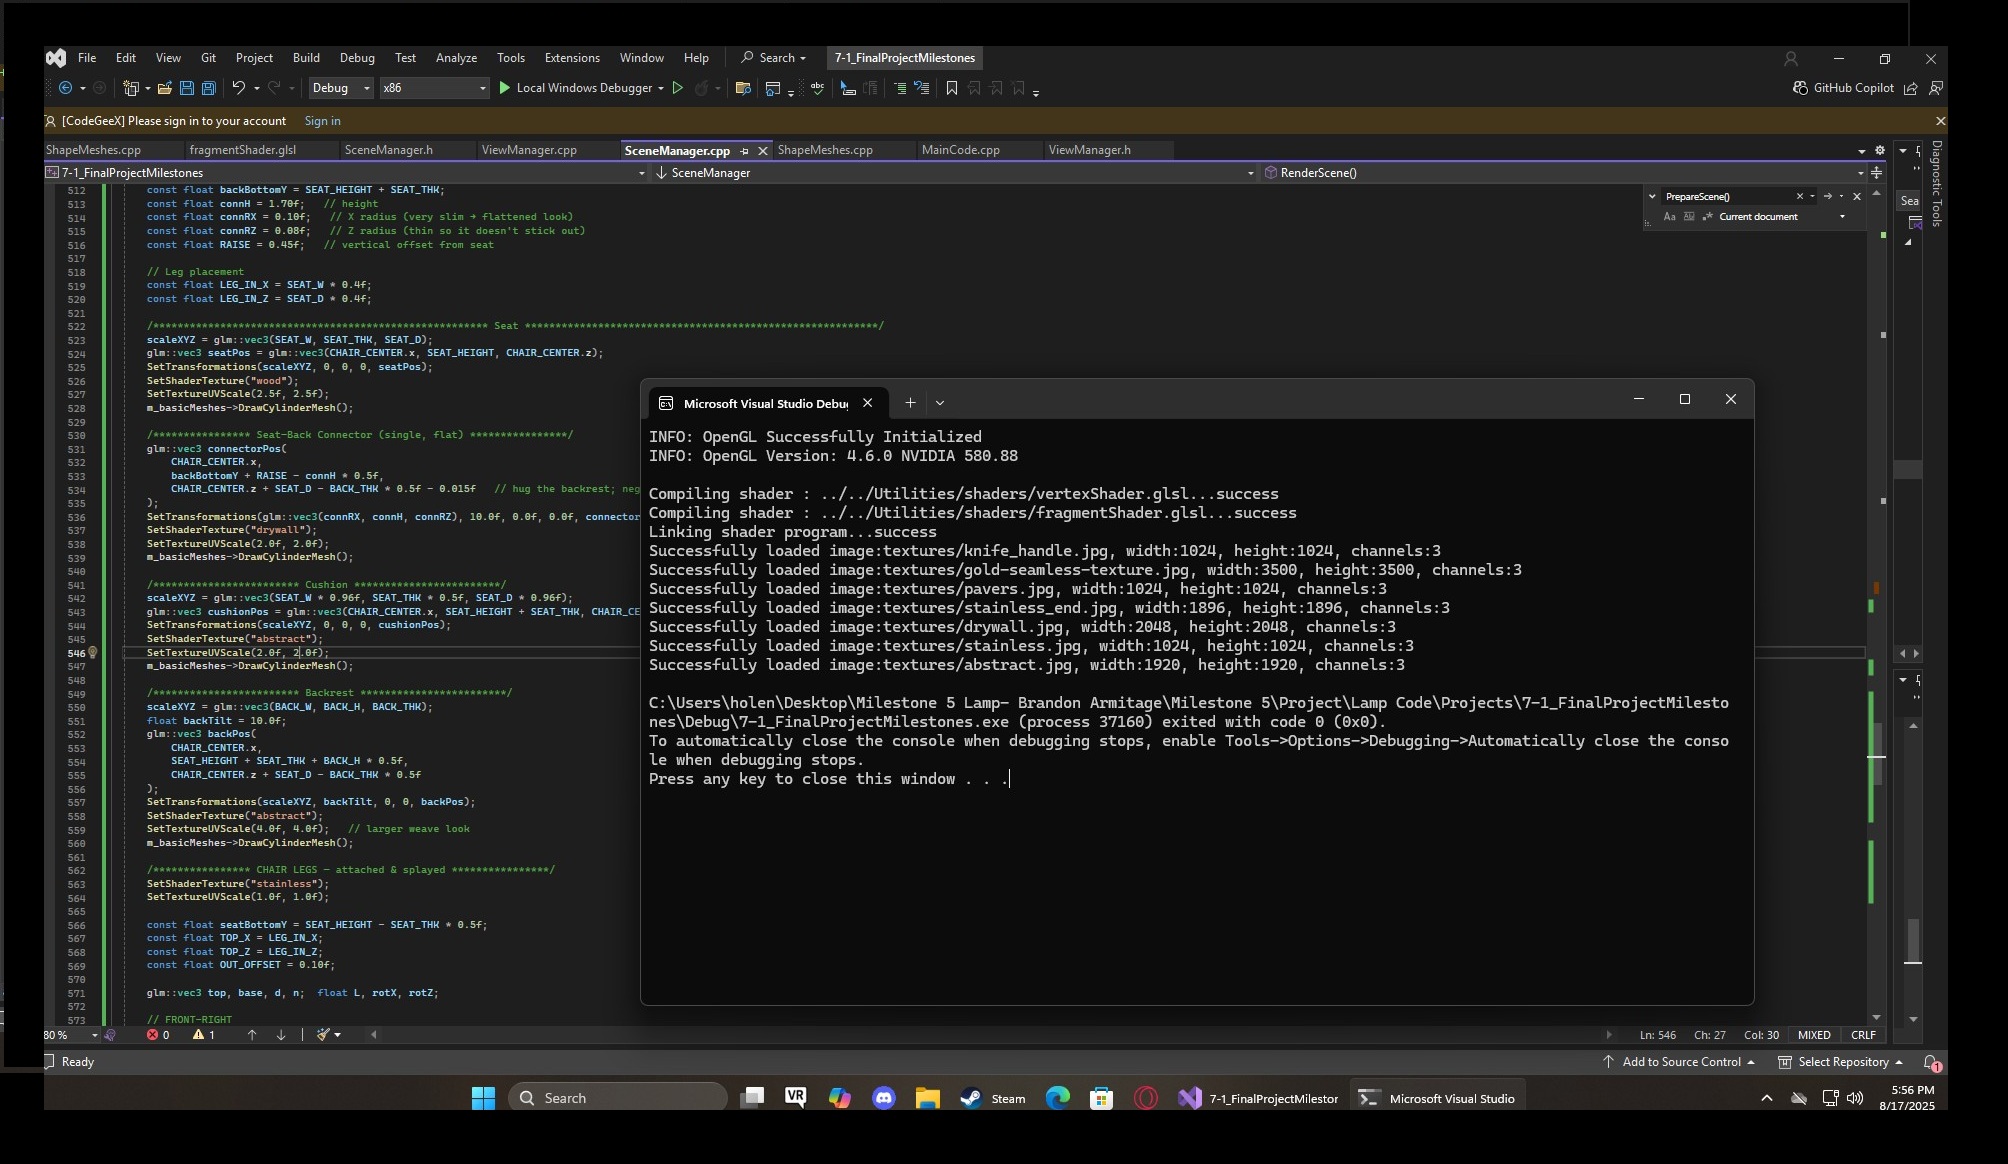 File Edit View Git Project Build Debug Test Analyze Tools Extensions Window Help Search 7-1_FinalProjectMilestones
Debug x86 Local Windows Debugger GitHub Copilot
[CodeGeeX] Please sign in to your account Sign in
ShapeMeshes.cpp fragmentShader.glsl SceneManager.h ViewManager.cpp SceneManager.cpp ShapeMeshes.cpp MainCode.cpp ViewManager.h
7-1_FinalProjectMilestones SceneManager RenderScene()
PrepareScene()
Aa Current document
Sea
Diagnostic Tools
512 const float backBottomY = SEAT_HEIGHT + SEAT_THK;
513 const float connH = 1.70f; // height
514 const float connRX = 0.10f; // X radius (very slim → flattened look)
515 const float connRZ = 0.08f; // Z radius (thin so it doesn't stick out)
516 const float RAISE = 0.45f; // vertical offset from seat
517
518 // Leg placement
519 const float LEG_IN_X = SEAT_W * 0.4f;
520 const float LEG_IN_Z = SEAT_D * 0.4f;
521
522 /******************************************************* Seat **********************************************************/
523 scaleXYZ = glm::vec3(SEAT_W, SEAT_THK, SEAT_D);
524 glm::vec3 seatPos = glm::vec3(CHAIR_CENTER.x, SEAT_HEIGHT, CHAIR_CENTER.z);
525 SetTransformations(scaleXYZ, 0, 0, 0, seatPos);
526 SetShaderTexture("wood");
527 SetTextureUVScale(2.5f, 2.5f);
528 m_basicMeshes->DrawCylinderMesh();
529
530 /**************** Seat-Back Connector (single, flat) ****************/
531 glm::vec3 connectorPos(
532 CHAIR_CENTER.x,
533 backBottomY + RAISE - connH * 0.5f,
534 CHAIR_CENTER.z + SEAT_D - BACK_THK * 0.5f - 0.015f // hug the backrest; neg
535 );
536 SetTransformations(glm::vec3(connRX, connH, connRZ), 10.0f, 0.0f, 0.0f, connector
537 SetShaderTexture("drywall");
538 SetTextureUVScale(2.0f, 2.0f);
539 m_basicMeshes->DrawCylinderMesh();
540
541 /************************ Cushion ************************/
542 scaleXYZ = glm::vec3(SEAT_W * 0.96f, SEAT_THK * 0.5f, SEAT_D * 0.96f);
543 glm::vec3 cushionPos = glm::vec3(CHAIR_CENTER.x, SEAT_HEIGHT + SEAT_THK, CHAIR_CE
544 SetTransformations(scaleXYZ, 0, 0, 0, cushionPos);
545 SetShaderTexture("abstract");
546 SetTextureUVScale(2.0f, 2.0f);
547 m_basicMeshes->DrawCylinderMesh();
548
549 /************************ Backrest ************************/
550 scaleXYZ = glm::vec3(BACK_W, BACK_H, BACK_THK);
551 float backTilt = 10.0f;
552 glm::vec3 backPos(
553 CHAIR_CENTER.x,
554 SEAT_HEIGHT + SEAT_THK + BACK_H * 0.5f,
555 CHAIR_CENTER.z + SEAT_D - BACK_THK * 0.5f
556 );
557 SetTransformations(scaleXYZ, backTilt, 0, 0, backPos);
558 SetShaderTexture("abstract");
559 SetTextureUVScale(4.0f, 4.0f); // larger weave look
560 m_basicMeshes->DrawCylinderMesh();
561
562 /**************** CHAIR LEGS – attached & splayed ****************/
563 SetShaderTexture("stainless");
564 SetTextureUVScale(1.0f, 1.0f);
565
566 const float seatBottomY = SEAT_HEIGHT - SEAT_THK * 0.5f;
567 const float TOP_X = LEG_IN_X;
568 const float TOP_Z = LEG_IN_Z;
569 const float OUT_OFFSET = 0.10f;
570
571 glm::vec3 top, base, d, n; float L, rotX, rotZ;
572
573 // FRONT-RIGHT
Microsoft Visual Studio Debug
INFO: OpenGL Successfully Initialized
INFO: OpenGL Version: 4.6.0 NVIDIA 580.88
Compiling shader : ../../Utilities/shaders/vertexShader.glsl...success
Compiling shader : ../../Utilities/shaders/fragmentShader.glsl...success
Linking shader program...success
Successfully loaded image:textures/knife_handle.jpg, width:1024, height:1024, channels:3
Successfully loaded image:textures/gold-seamless-texture.jpg, width:3500, height:3500, channels:3
Successfully loaded image:textures/pavers.jpg, width:1024, height:1024, channels:3
Successfully loaded image:textures/stainless_end.jpg, width:1896, height:1896, channels:3
Successfully loaded image:textures/drywall.jpg, width:2048, height:2048, channels:3
Successfully loaded image:textures/stainless.jpg, width:1024, height:1024, channels:3
Successfully loaded image:textures/abstract.jpg, width:1920, height:1920, channels:3
C:\Users\holen\Desktop\Milestone 5 Lamp- Brandon Armitage\Milestone 5\Project\Lamp Code\Projects\7-1_FinalProjectMilesto
nes\Debug\7-1_FinalProjectMilestones.exe (process 37160) exited with code 0 (0x0).
To automatically close the console when debugging stops, enable Tools->Options->Debugging->Automatically close the conso
le when debugging stops.
Press any key to close this window . . .
80 % 0 1 Ln: 546 Ch: 27 Col: 30 MIXED CRLF
Ready Add to Source Control Select Repository 1
Search VR Steam 7-1_FinalProjectMilestor Microsoft Visual Studio
5:56 PM
8/17/2025